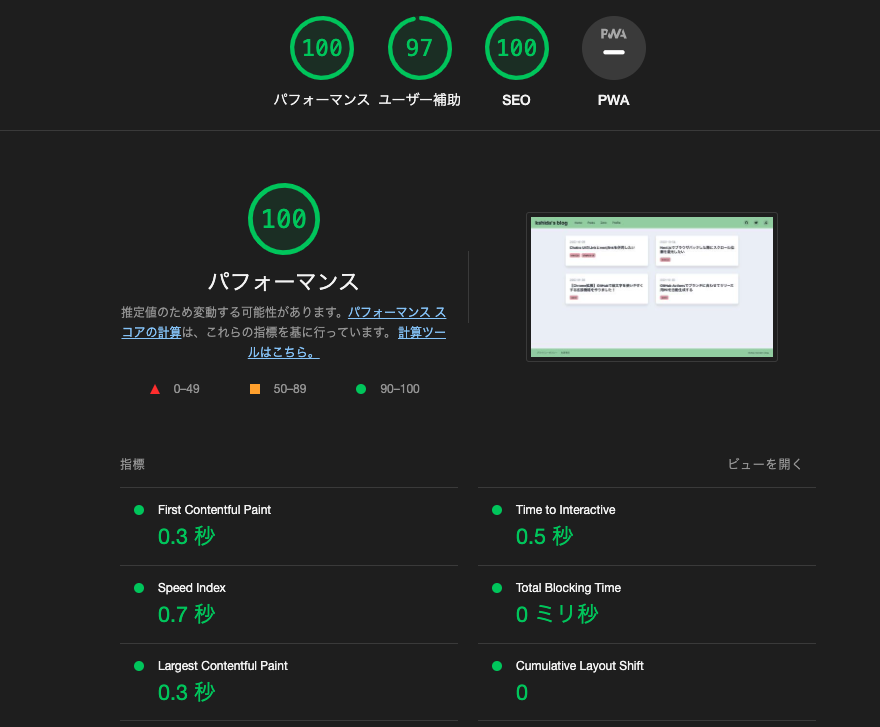 100
97
100
PWA
パフォーマンス
ユーザー補助
SEO
PWA
100
パフォーマンス
推定値のため変動する可能性があります。パフォーマンス ス
コアの計算は、これらの指標を基に行っています。計算ツー
ルはこちら。
0–49
50–89
90–100
指標
ビューを開く
First Contentful Paint
0.3 秒
Time to Interactive
0.5 秒
Speed Index
0.7 秒
Total Blocking Time
0 ミリ秒
Largest Contentful Paint
0.3 秒
Cumulative Layout Shift
0